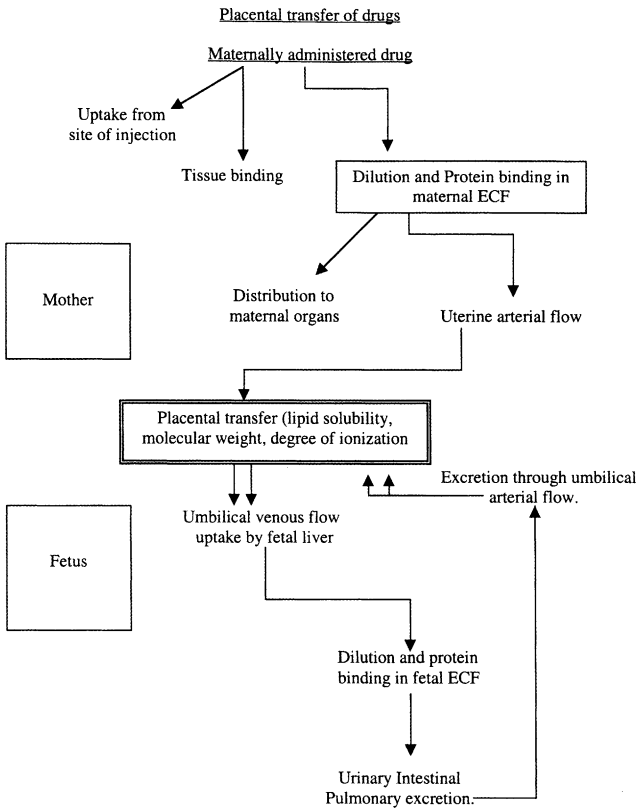 Placental transfer of drugs
Maternally administered drug
Uptake from
site of injection
Tissue binding
Dilution and Protein binding in
maternal ECF
Mother
Distribution to
maternal organs
Uterine arterial flow
Placental transfer (lipid solubility,
molecular weight, degree of ionization
Excretion through umbilical
arterial flow.
Umbilical venous flow
uptake by fetal liver
Fetus
Dilution and protein
binding in fetal ECF
Urinary Intestinal
Pulmonary excretion.